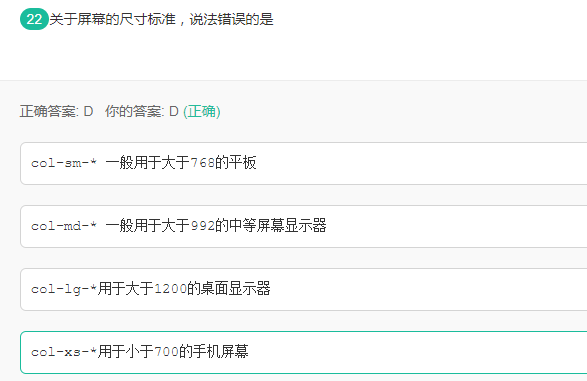 22 关于屏幕的尺寸标准，说法错误的是
正确答案: D 你的答案: D (正确)
col-sm-* 一般用于大于768的平板
col-md-* 一般用于大于992的中等屏幕显示器
col-lg-*用于大于1200的桌面显示器
col-xs-*用于小于700的手机屏幕